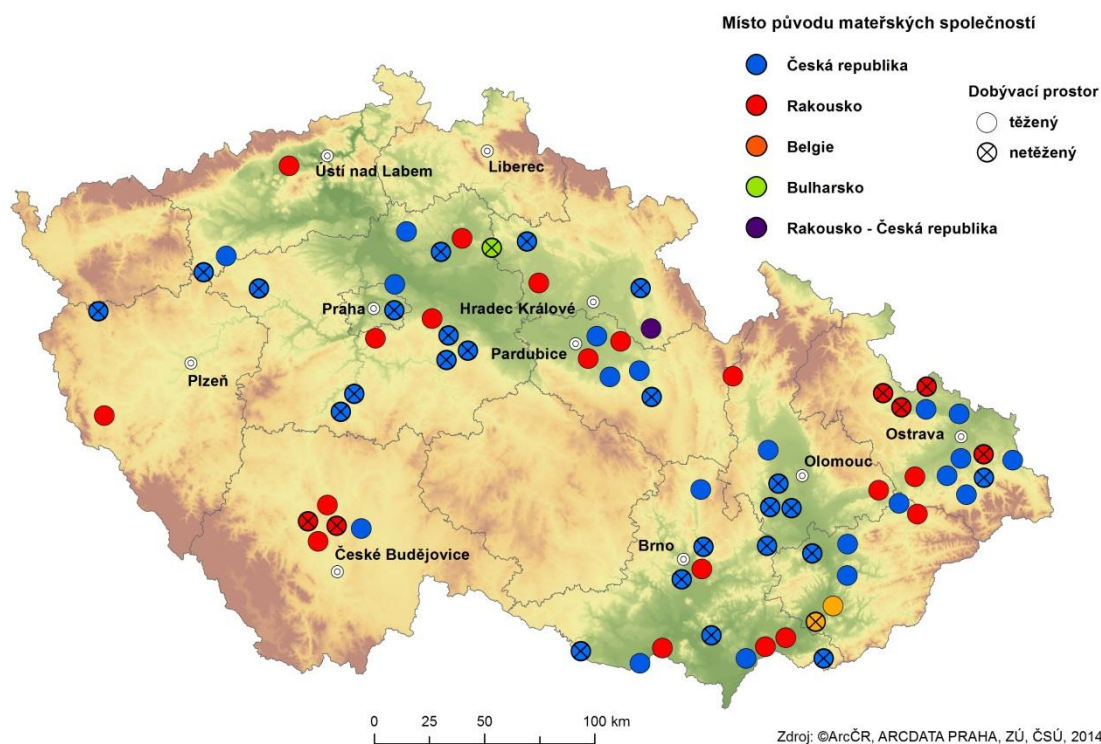 Místo původu mateřských společností
Česká republika
Rakousko
Belgie
Bulharsko
Rakousko - Česká republika
Dobývací prostor
těžený
netěžený
Ústí nad Labem
Liberec
Praha
Hradec Králové
Pardubice
Plzeň
Ostrava
Olomouc
Brno
České Budějovice
0 25 50 100 km
Zdroj: ©ArcČR, ARCDATA PRAHA, ZÚ, ČSÚ, 2014